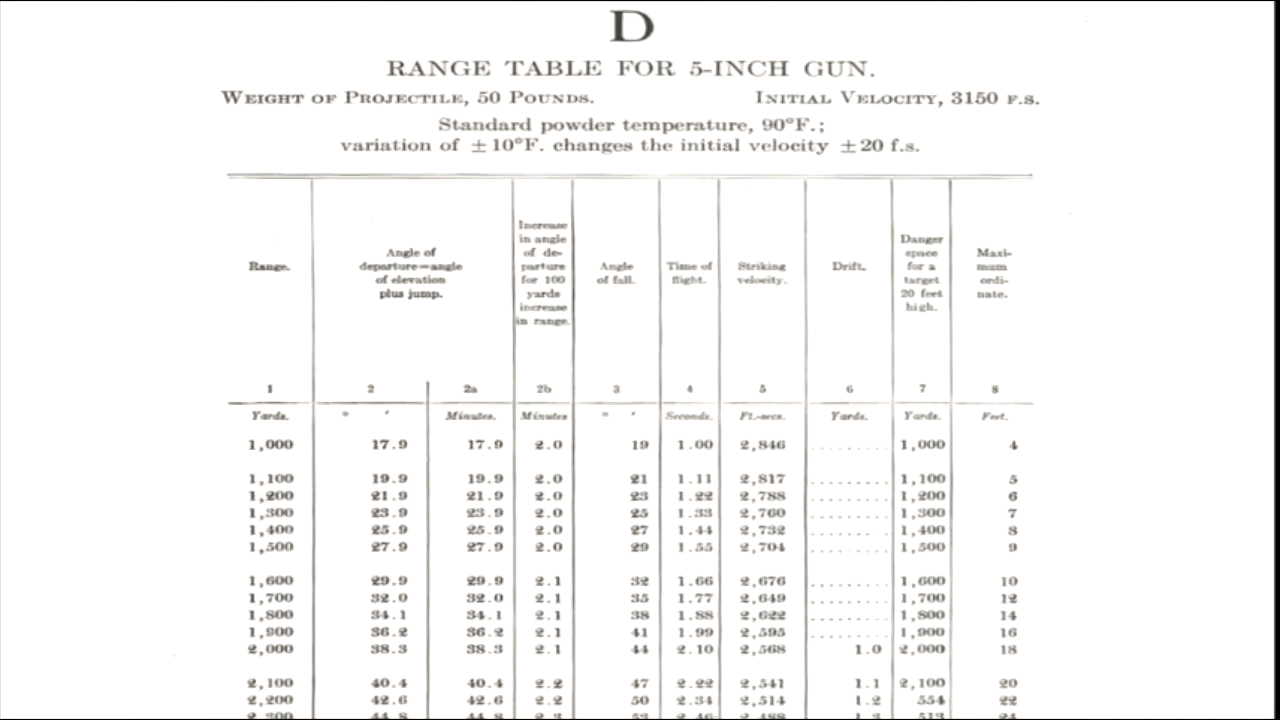 D
RANGE TABLE FOR 5-INCH GUN.
WEIGHT OF PROJECTILE, 50 POUNDS. INITIAL VELOCITY, 3150 F.S.
Standard powder temperature, 90°F.;
variation of ±10°F. changes the initial velocity ±20 f.s.
Range. Angle of departure=angle of elevation plus jump. Increase in angle of departure for 100 yards increase in range. Angle of fall. Time of flight. Striking velocity. Drift. Danger space for a target 20 feet high. Maximum ordinate.
1 2 2a 2b 3 4 5 6 7 8
Yards. ° ′ Minutes. Minutes ° ′ Seconds. Ft.-secs. Yards. Yards. Feet.
1,000 17.9 17.9 2.0 19 1.00 2,846 ........ 1,000 4
1,100 19.9 19.9 2.0 21 1.11 2,817 ........ 1,100 5
1,200 21.9 21.9 2.0 23 1.22 2,788 ........ 1,200 6
1,300 23.9 23.9 2.0 25 1.33 2,760 ........ 1,300 7
1,400 25.9 25.9 2.0 27 1.44 2,732 ........ 1,400 8
1,500 27.9 27.9 2.0 29 1.55 2,704 ........ 1,500 9
1,600 29.9 29.9 2.1 32 1.66 2,676 ........ 1,600 10
1,700 32.0 32.0 2.1 35 1.77 2,649 ........ 1,700 12
1,800 34.1 34.1 2.1 38 1.88 2,622 ........ 1,800 14
1,900 36.2 36.2 2.1 41 1.99 2,595 ........ 1,900 16
2,000 38.3 38.3 2.1 44 2.10 2,568 1.0 2,000 18
2,100 40.4 40.4 2.2 47 2.22 2,541 1.1 2,100 20
2,200 42.6 42.6 2.2 50 2.34 2,514 1.2 554 22